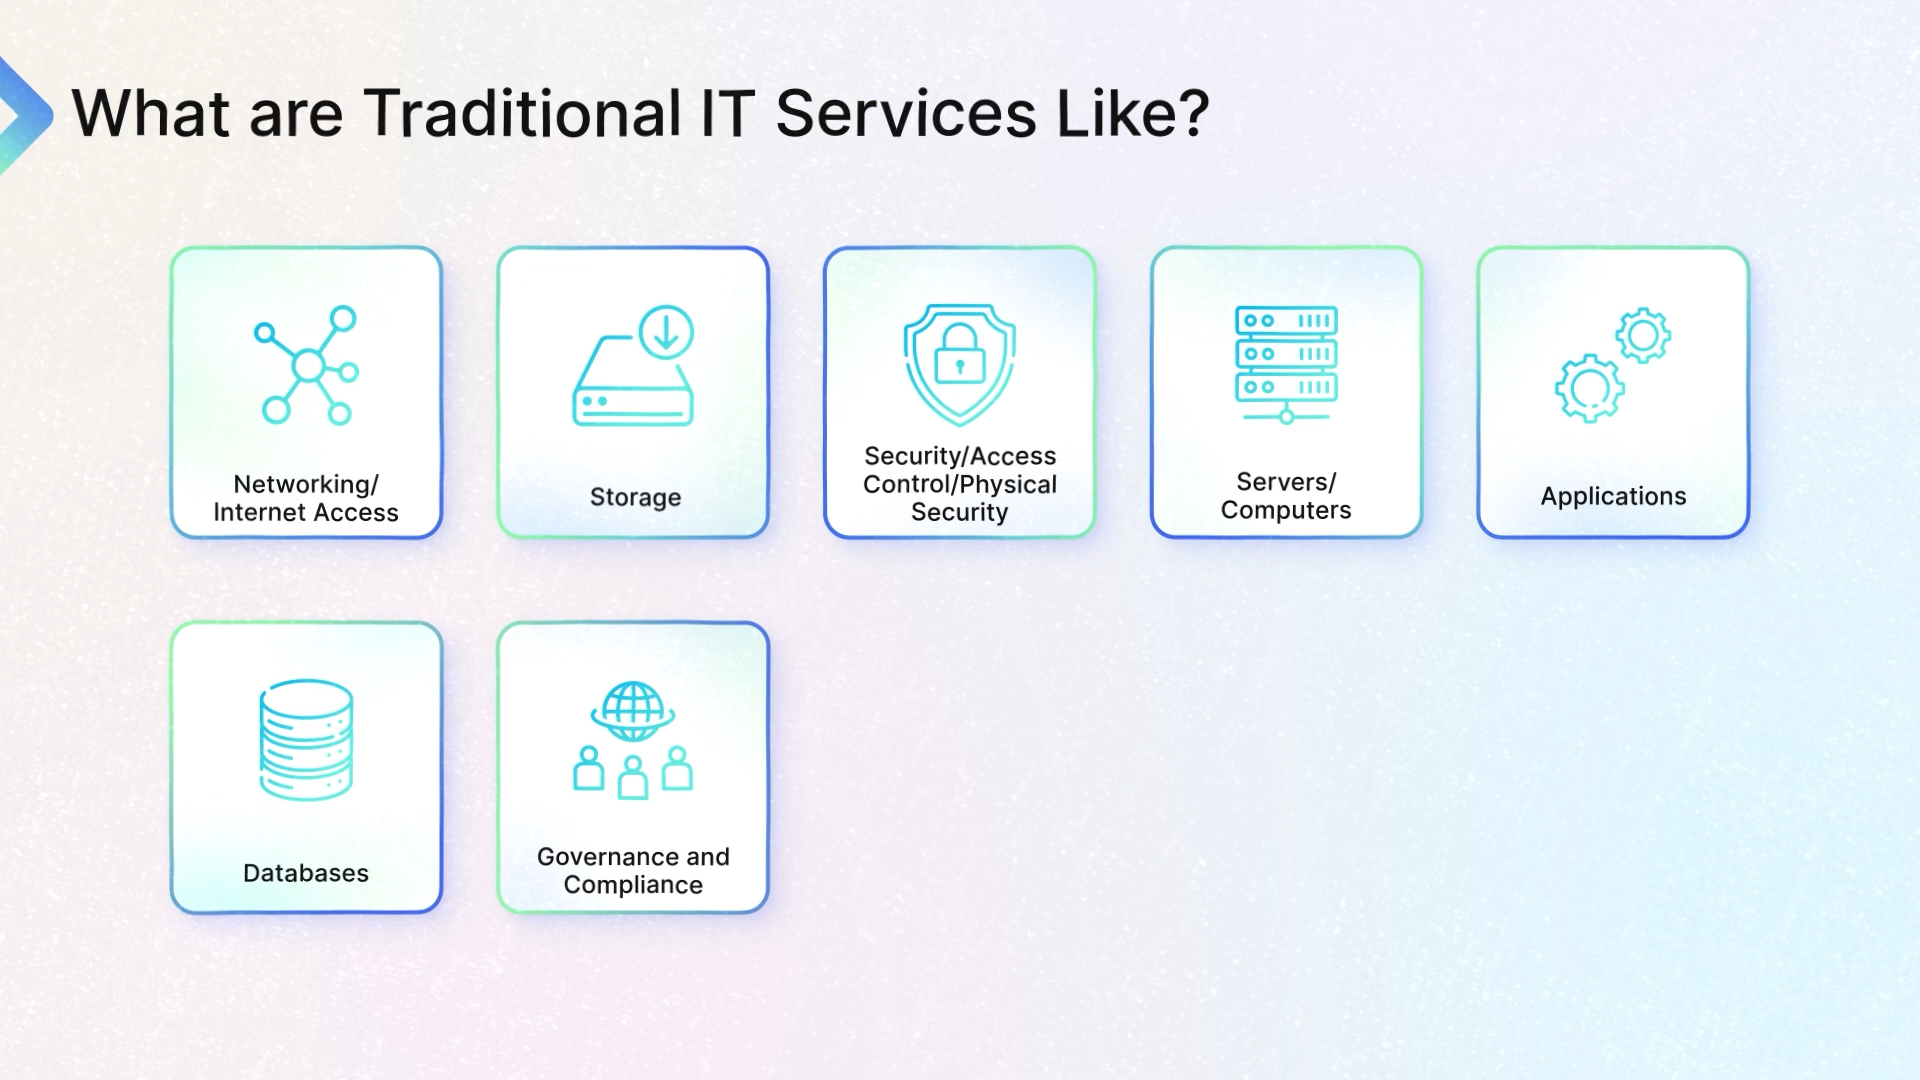 What are Traditional IT Services Like?
Networking/
Internet Access
Storage
Security/Access
Control/Physical
Security
Servers/
Computers
Applications
Databases
Governance and
Compliance